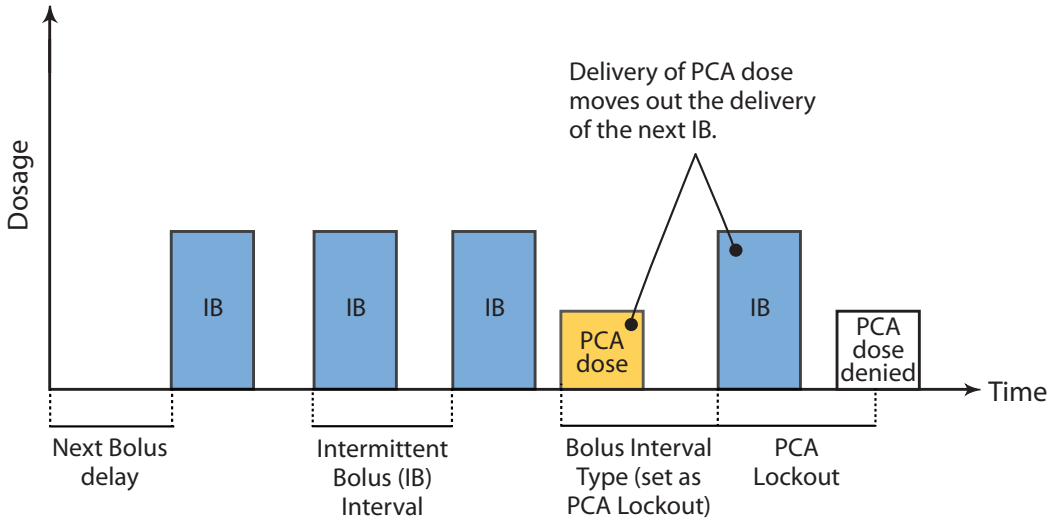 Delivery of PCA dose
moves out the delivery
of the next IB.
Dosage
IB
IB
IB
IB
PCA
dose
PCA
dose
denied
Time
Next Bolus
delay
Intermittent
Bolus (IB)
Interval
Bolus Interval
Type (set as
PCA Lockout)
PCA
Lockout